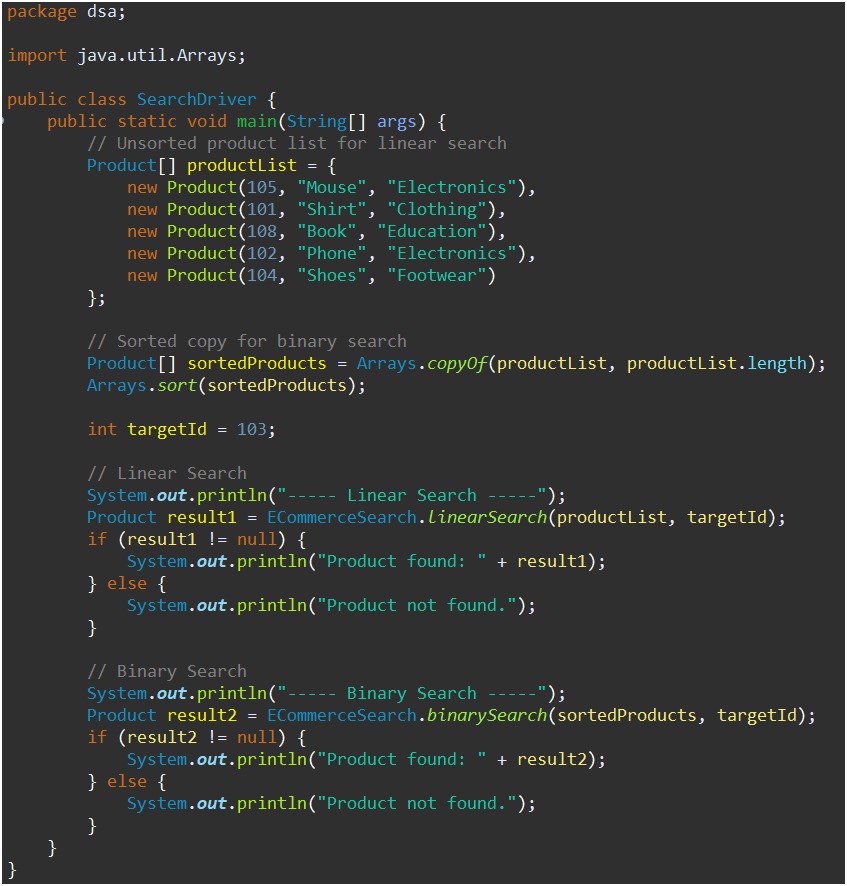 package dsa;

import java.util.Arrays;

public class SearchDriver {
    public static void main(String[] args) {
        // Unsorted product list for linear search
        Product[] productList = {
            new Product(105, "Mouse", "Electronics"),
            new Product(101, "Shirt", "Clothing"),
            new Product(108, "Book", "Education"),
            new Product(102, "Phone", "Electronics"),
            new Product(104, "Shoes", "Footwear")
        };

        // Sorted copy for binary search
        Product[] sortedProducts = Arrays.copyOf(productList, productList.length);
        Arrays.sort(sortedProducts);

        int targetId = 103;

        // Linear Search
        System.out.println("----- Linear Search -----");
        Product result1 = ECommerceSearch.linearSearch(productList, targetId);
        if (result1 != null) {
            System.out.println("Product found: " + result1);
        } else {
            System.out.println("Product not found.");
        }

        // Binary Search
        System.out.println("----- Binary Search -----");
        Product result2 = ECommerceSearch.binarySearch(sortedProducts, targetId);
        if (result2 != null) {
            System.out.println("Product found: " + result2);
        } else {
            System.out.println("Product not found.");
        }
    }
}